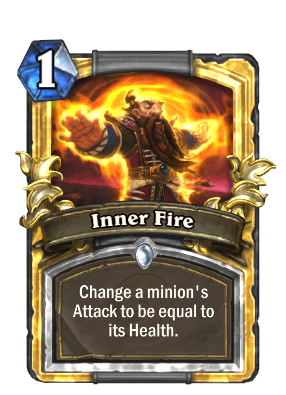 1
Inner Fire
Change a minion's
Attack to be equal to
its Health.